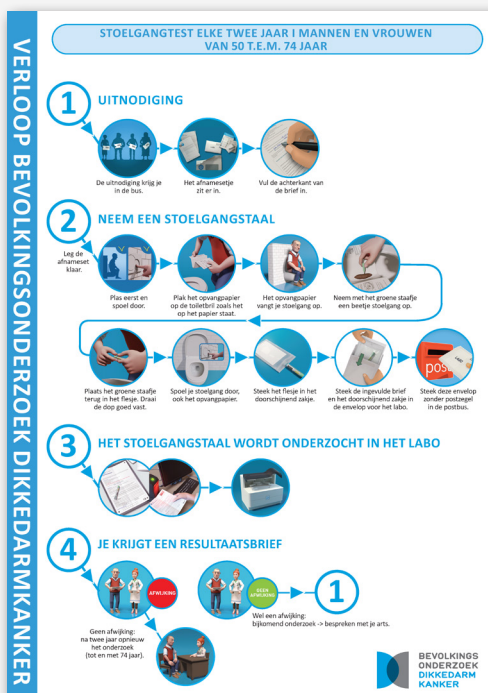 VERLOOP BEVOLKINGSONDERZOEK DIKKEDARMKANKER
STOELGANGTEST ELKE TWEE JAAR I MANNEN EN VROUWEN
VAN 50 T.E.M. 74 JAAR
1
UITNODIGING
De uitnodiging krijg je
in de bus.
Het afnamesetje
zit er in.
Vul de achterkant van
de brief in.
2
NEEM EEN STOELGANGSTAAL
Leg de
afnameset
klaar.
Plas eerst en
spoel door.
Plak het opvangpapier
op de toiletbril zoals het
op het papier staat.
Het opvangpapier
vangt je stoelgang op.
Neem met het groene staafje
een beetje stoelgang op.
Plaats het groene staafje
terug in het flesje. Draai
de dop goed vast.
Spoel je stoelgang door,
ook het opvangpapier.
Steek het flesje in het
doorschijnend zakje.
Steek de ingevulde brief
en het doorschijnend zakje in
de envelop voor het labo.
post
Steek deze envelop
zonder postzegel
in de postbus.
3
HET STOELGANGSTAAL WORDT ONDERZOCHT IN HET LABO
4
JE KRIJGT EEN RESULTAATSBRIEF
AFWIJKING
GEEN
AFWIJKING
1
Geen afwijking:
na twee jaar opnieuw
het onderzoek
(tot en met 74 jaar).
Wel een afwijking:
bijkomend onderzoek -> bespreken met je arts.
BEVOLKINGS
ONDERZOEK
DIKKEDARM
KANKER